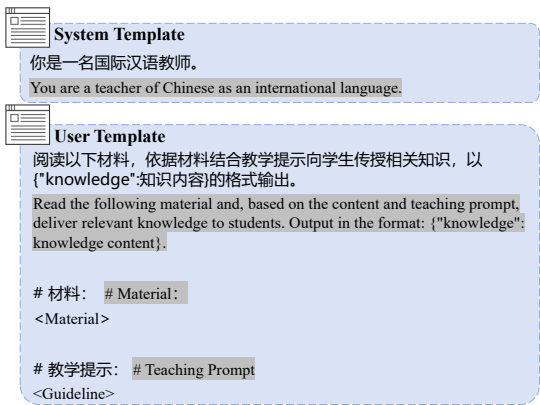 System Template
你是一名国际汉语教师。
You are a teacher of Chinese as an international language.
User Template
阅读以下材料，依据材料结合教学提示向学生传授相关知识，以
{"knowledge":知识内容}的格式输出。
Read the following material and, based on the content and teaching prompt,
deliver relevant knowledge to students. Output in the format: {"knowledge":
knowledge content}.
# 材料： # Material：
<Material>
# 教学提示: # Teaching Prompt
<Guideline>